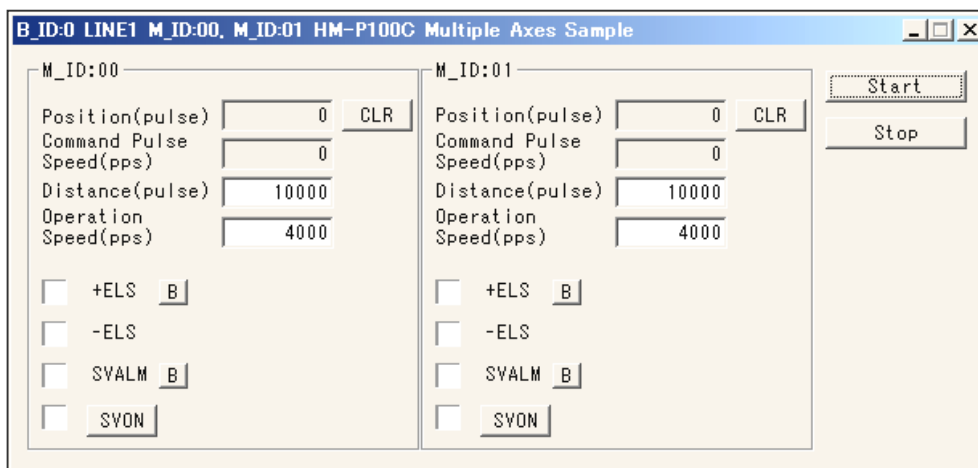 B_ID:0 LINE1 M_ID:00, M_ID:01 HM-P100C Multiple Axes Sample
M_ID:00
Position(pulse) 0 CLR
Command Pulse
Speed(pps) 0
Distance(pulse) 10000
Operation
Speed(pps) 4000
+ELS B
-ELS
SVALM B
SVON
M_ID:01
Position(pulse) 0 CLR
Command Pulse
Speed(pps) 0
Distance(pulse) 10000
Operation
Speed(pps) 4000
+ELS B
-ELS
SVALM B
SVON
Start
Stop